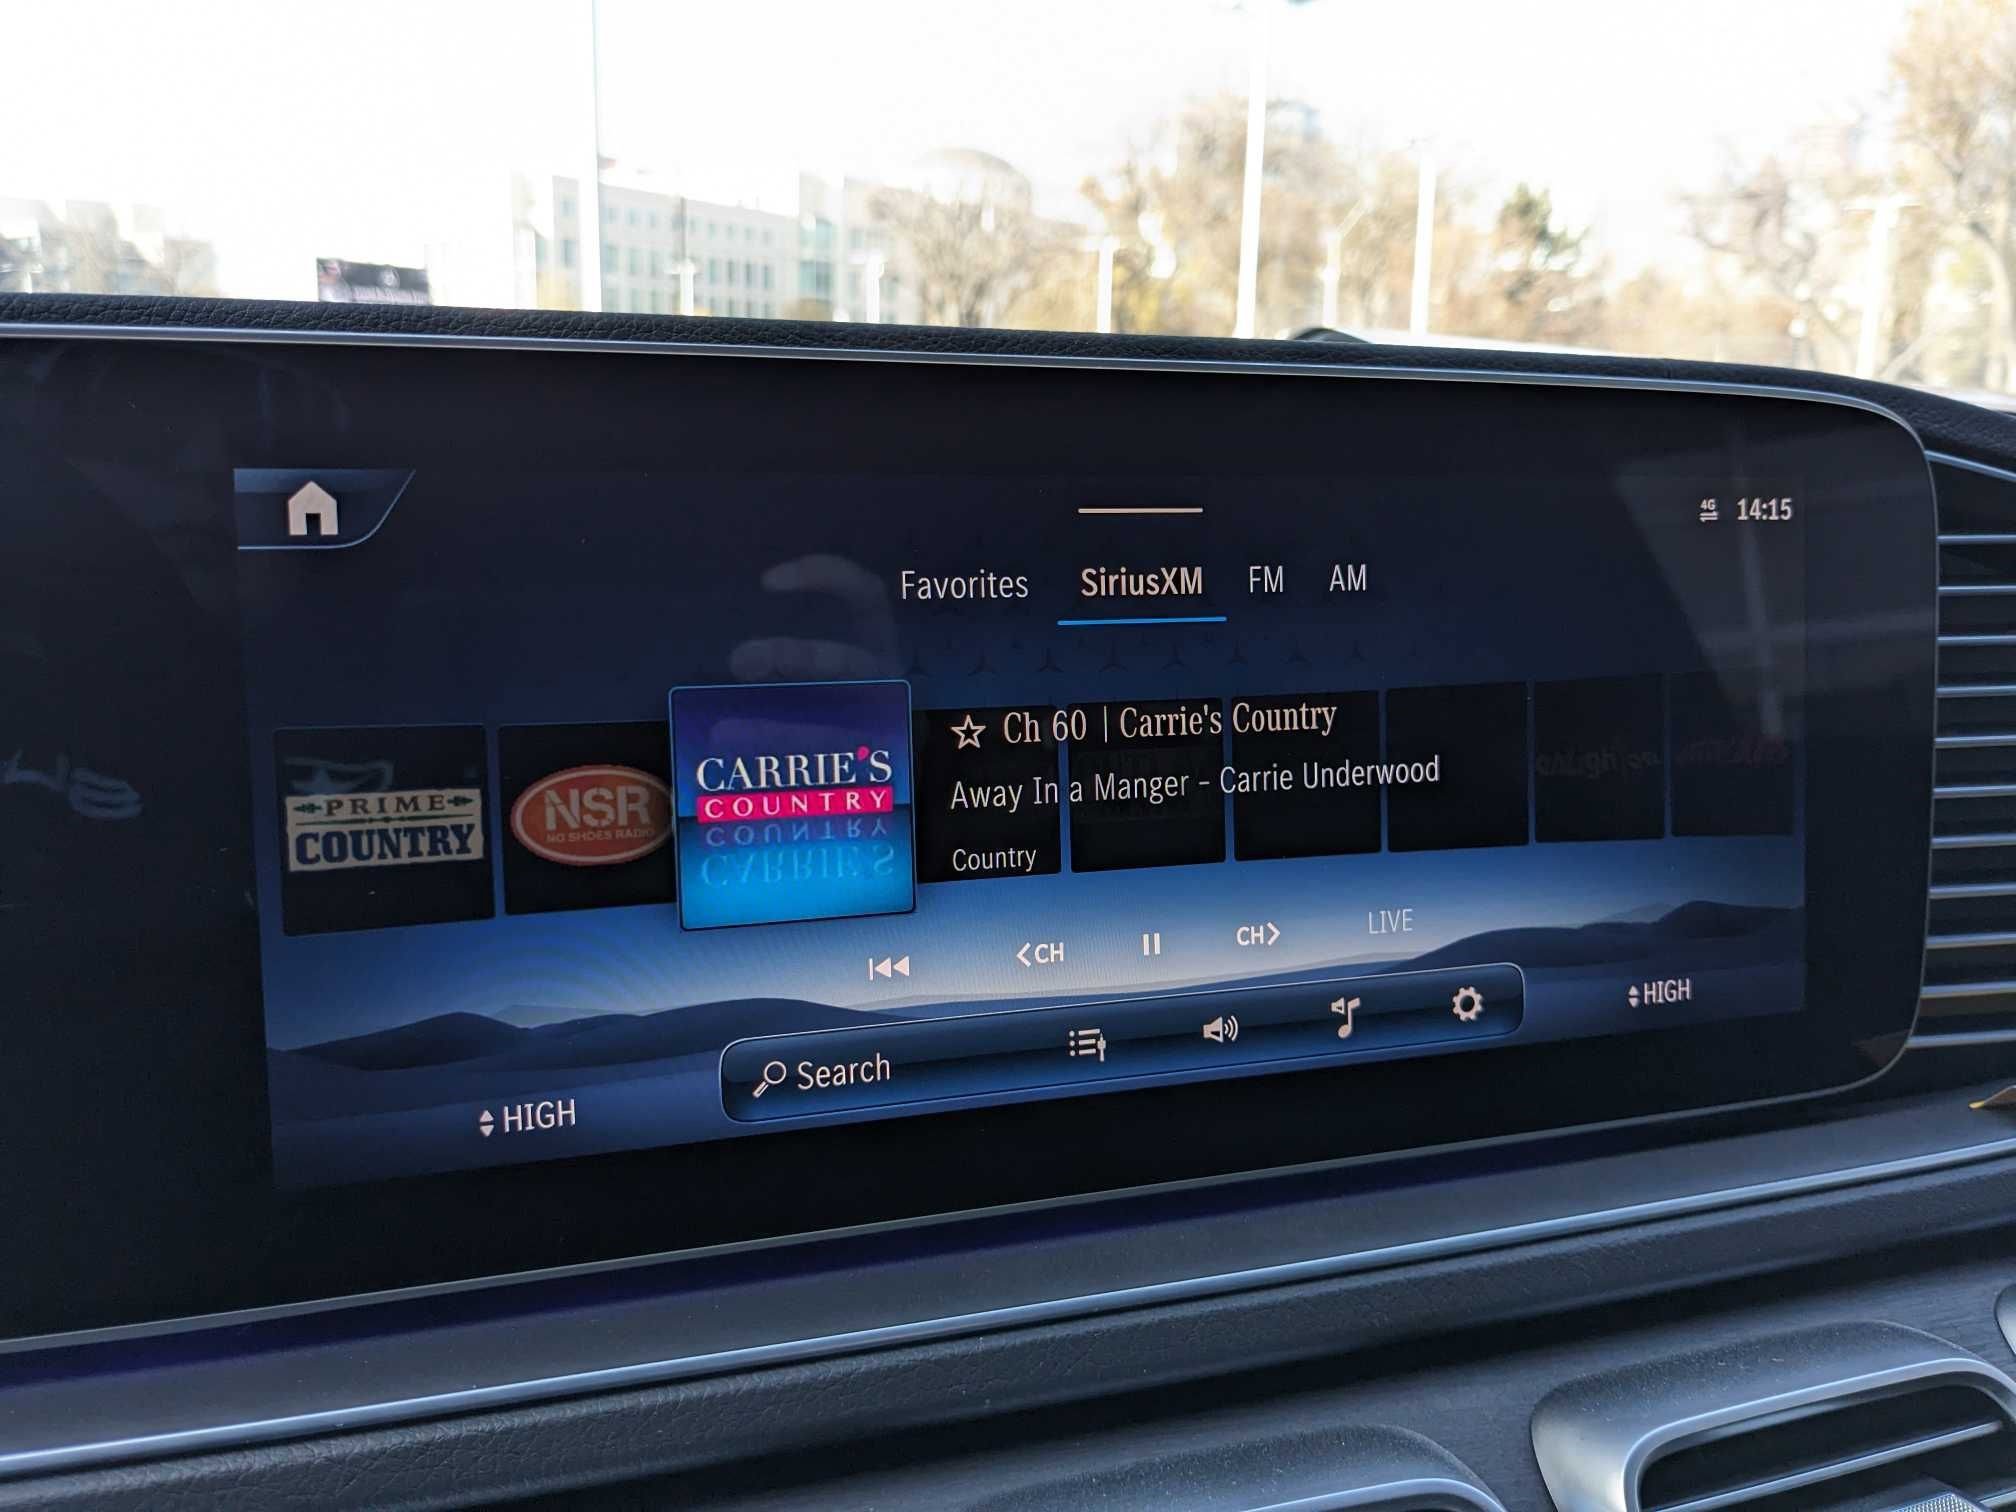 4G 14:15
Favorites SiriusXM FM AM
PRIME
COUNTRY
NSR
NO SHOES RADIO
CARRIE'S
COUNTRY
Ch 60 | Carrie's Country
Away In a Manger - Carrie Underwood
Country
<CH CH> LIVE
Search
HIGH
HIGH